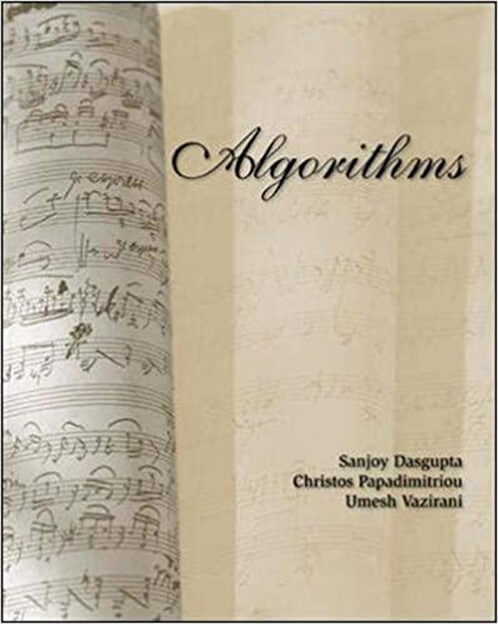 Algorithms
Sanjoy Dasgupta
Christos Papadimitriou
Umesh Vazirani